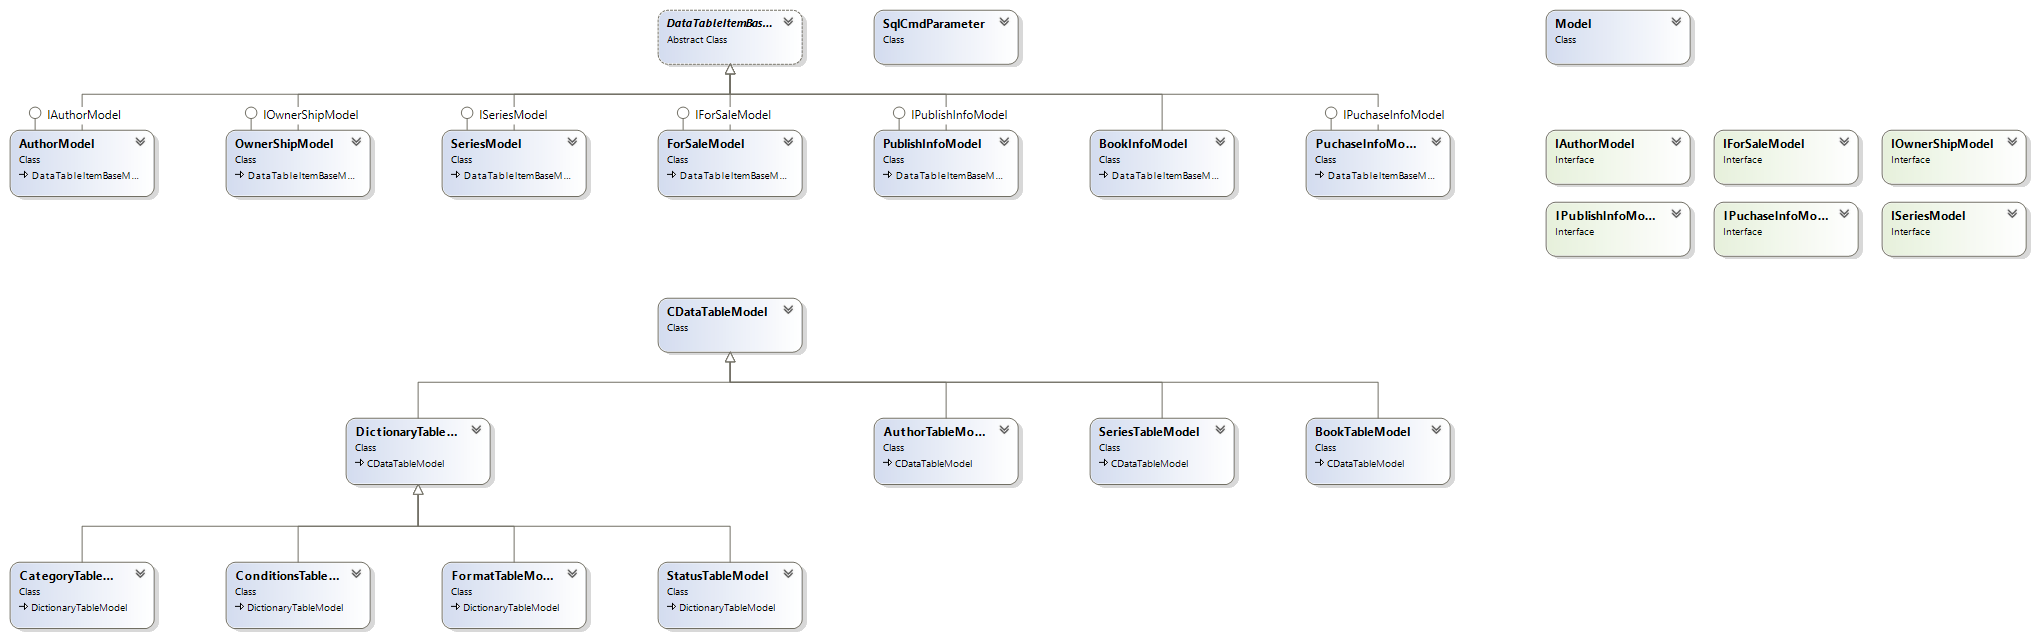 DataTableItemBas...
Abstract Class
SqlCmdParameter
Class
Model
Class
IAuthorModel
IOwnerShipModel
ISeriesModel
IForSaleModel
IPublishInfoModel
IPuchaseInfoModel
AuthorModel
Class
DataTableItemBaseM...
OwnerShipModel
Class
DataTableItemBaseM...
SeriesModel
Class
DataTableItemBaseM...
ForSaleModel
Class
DataTableItemBaseM...
PublishInfoModel
Class
DataTableItemBaseM...
BookInfoModel
Class
DataTableItemBaseM...
PuchaseInfoMo...
Class
DataTableItemBaseM...
IAuthorModel
Interface
IForSaleModel
Interface
IOwnerShipModel
Interface
IPublishInfoMo...
Interface
IPuchaseInfoMo...
Interface
ISeriesModel
Interface
CDataTableModel
Class
DictionaryTable...
Class
CDataTableModel
AuthorTableMo...
Class
CDataTableModel
SeriesTableModel
Class
CDataTableModel
BookTableModel
Class
CDataTableModel
CategoryTable...
Class
DictionaryTableModel
ConditionsTable...
Class
DictionaryTableModel
FormatTableMo...
Class
DictionaryTableModel
StatusTableModel
Class
DictionaryTableModel